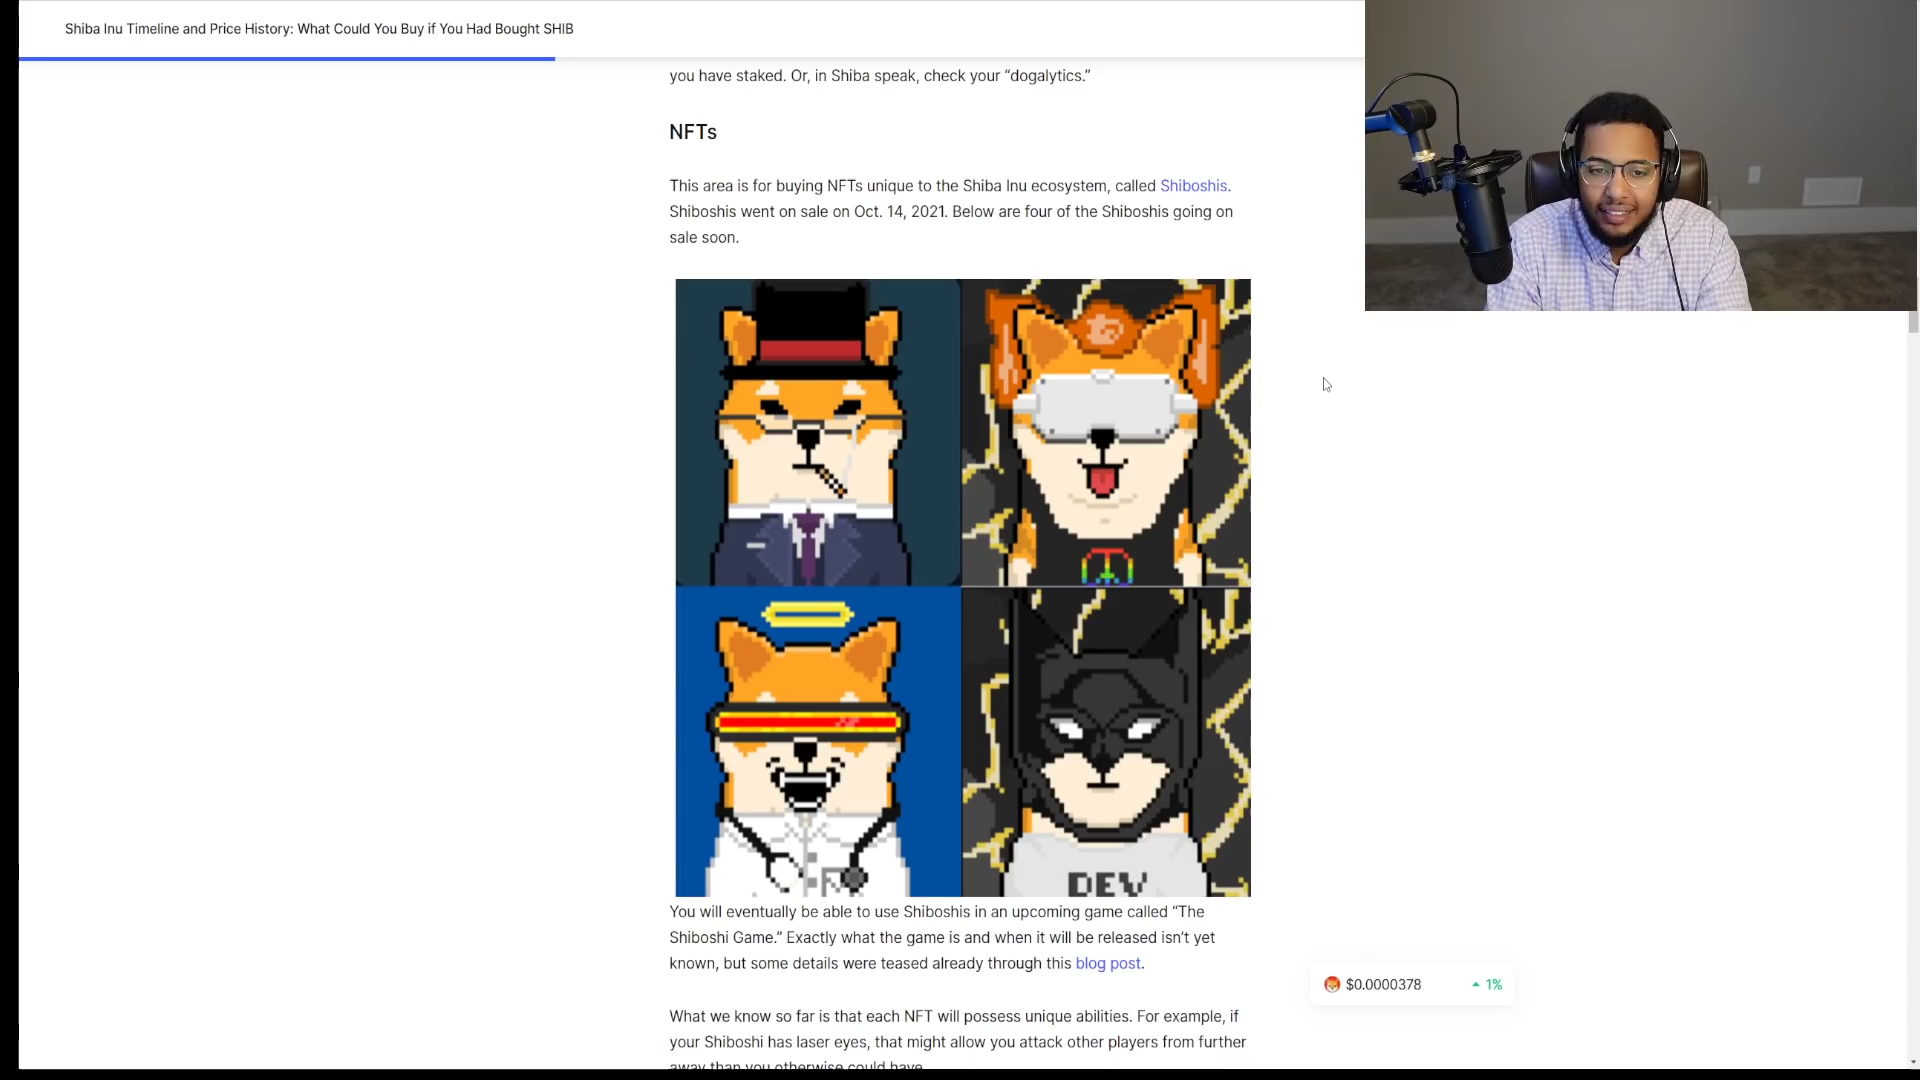 Shiba Inu Timeline and Price History: What Could You Buy if You Had Bought SHIB
you have staked. Or, in Shiba speak, check your “dogalytics.”
NFTs
This area is for buying NFTs unique to the Shiba Inu ecosystem, called Shiboshis.
Shiboshis went on sale on Oct. 14, 2021. Below are four of the Shiboshis going on
sale soon.
DEV
You will eventually be able to use Shiboshis in an upcoming game called “The
Shiboshi Game.” Exactly what the game is and when it will be released isn’t yet
known, but some details were teased already through this blog post.
$0.0000378 1%
What we know so far is that each NFT will possess unique abilities. For example, if
your Shiboshi has laser eyes, that might allow you attack other players from further
away than you otherwise could have.